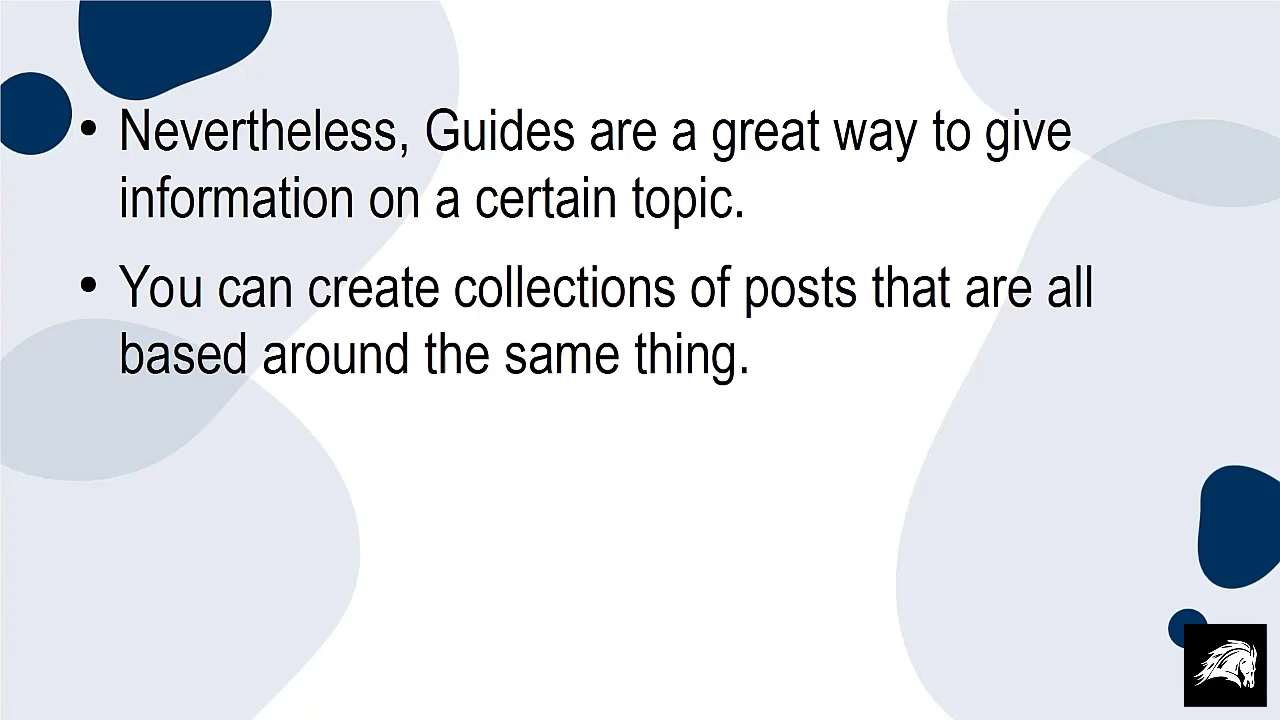 • Nevertheless, Guides are a great way to give
information on a certain topic.
• You can create collections of posts that are all
based around the same thing.